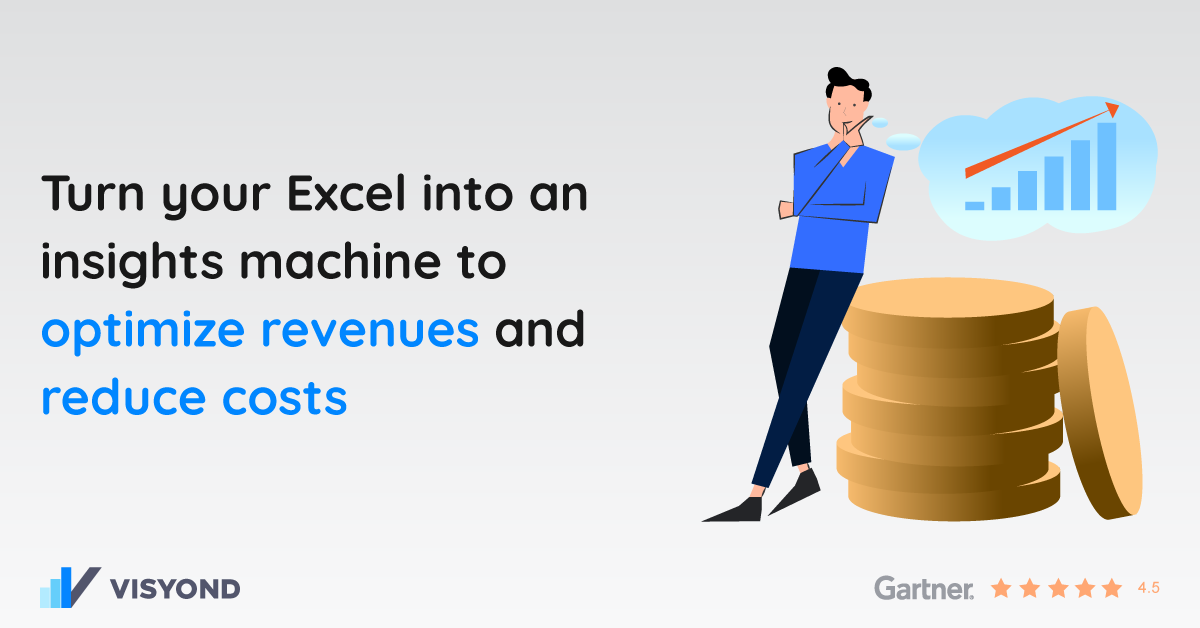 Turn your Excel into an
insights machine to
optimize revenues and
reduce costs
VISYOND
Gartner.
4.5